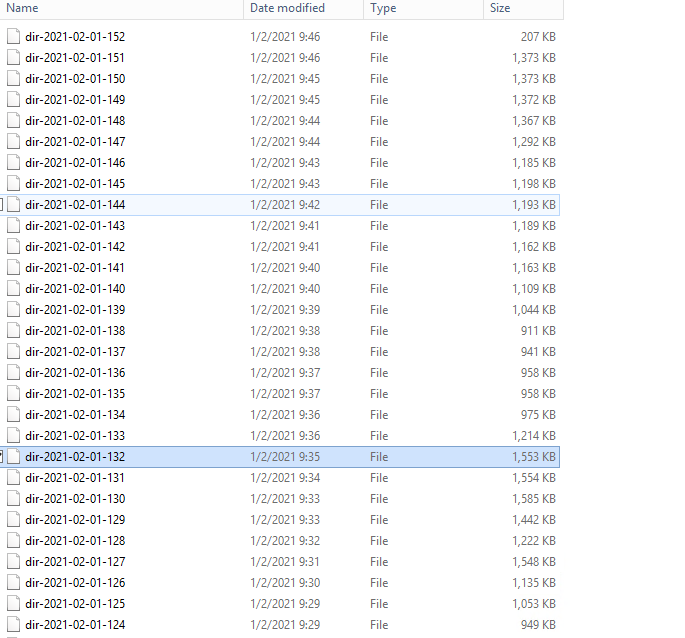 Name Date modified Type Size
dir-2021-02-01-152 1/2/2021 9:46 File 207 KB
dir-2021-02-01-151 1/2/2021 9:46 File 1,373 KB
dir-2021-02-01-150 1/2/2021 9:45 File 1,373 KB
dir-2021-02-01-149 1/2/2021 9:45 File 1,372 KB
dir-2021-02-01-148 1/2/2021 9:44 File 1,367 KB
dir-2021-02-01-147 1/2/2021 9:44 File 1,292 KB
dir-2021-02-01-146 1/2/2021 9:43 File 1,185 KB
dir-2021-02-01-145 1/2/2021 9:43 File 1,198 KB
dir-2021-02-01-144 1/2/2021 9:42 File 1,193 KB
dir-2021-02-01-143 1/2/2021 9:41 File 1,189 KB
dir-2021-02-01-142 1/2/2021 9:41 File 1,162 KB
dir-2021-02-01-141 1/2/2021 9:40 File 1,163 KB
dir-2021-02-01-140 1/2/2021 9:40 File 1,109 KB
dir-2021-02-01-139 1/2/2021 9:39 File 1,044 KB
dir-2021-02-01-138 1/2/2021 9:38 File 911 KB
dir-2021-02-01-137 1/2/2021 9:38 File 941 KB
dir-2021-02-01-136 1/2/2021 9:37 File 958 KB
dir-2021-02-01-135 1/2/2021 9:37 File 958 KB
dir-2021-02-01-134 1/2/2021 9:36 File 975 KB
dir-2021-02-01-133 1/2/2021 9:36 File 1,214 KB
dir-2021-02-01-132 1/2/2021 9:35 File 1,553 KB
dir-2021-02-01-131 1/2/2021 9:34 File 1,554 KB
dir-2021-02-01-130 1/2/2021 9:33 File 1,585 KB
dir-2021-02-01-129 1/2/2021 9:33 File 1,442 KB
dir-2021-02-01-128 1/2/2021 9:32 File 1,222 KB
dir-2021-02-01-127 1/2/2021 9:31 File 1,548 KB
dir-2021-02-01-126 1/2/2021 9:30 File 1,135 KB
dir-2021-02-01-125 1/2/2021 9:29 File 1,053 KB
dir-2021-02-01-124 1/2/2021 9:29 File 949 KB